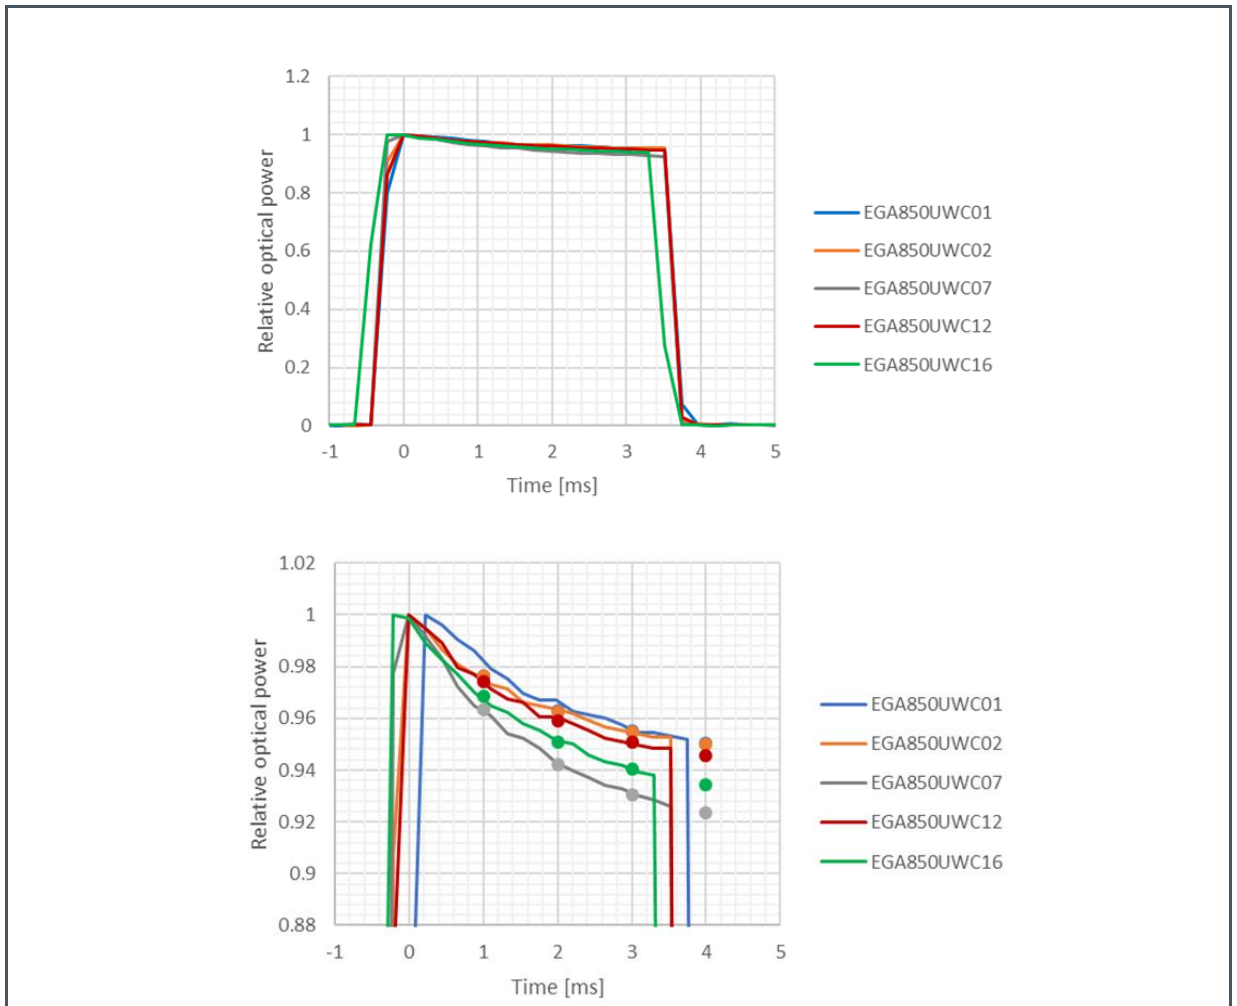 1.2
1
0.8
0.6
0.4
0.2
0
Relative optical power
-1 0 1 2 3 4 5
Time [ms]
EGA850UWC01
EGA850UWC02
EGA850UWC07
EGA850UWC12
EGA850UWC16
1.02
1
0.98
0.96
0.94
0.92
0.9
0.88
Relative optical power
-1 0 1 2 3 4 5
Time [ms]
EGA850UWC01
EGA850UWC02
EGA850UWC07
EGA850UWC12
EGA850UWC16